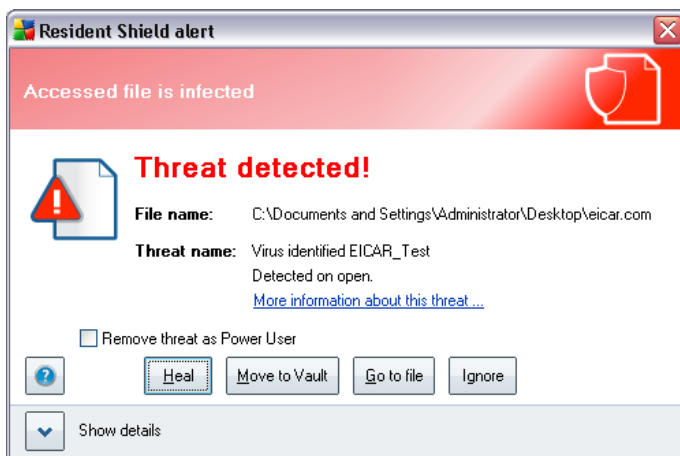 Resident Shield alert
Accessed file is infected
Threat detected!
File name: C:\Documents and Settings\Administrator\Desktop\eicar.com
Threat name: Virus identified EICAR_Test
Detected on open.
More information about this threat ...
Remove threat as Power User
? Heal Move to Vault Go to file Ignore
Show details